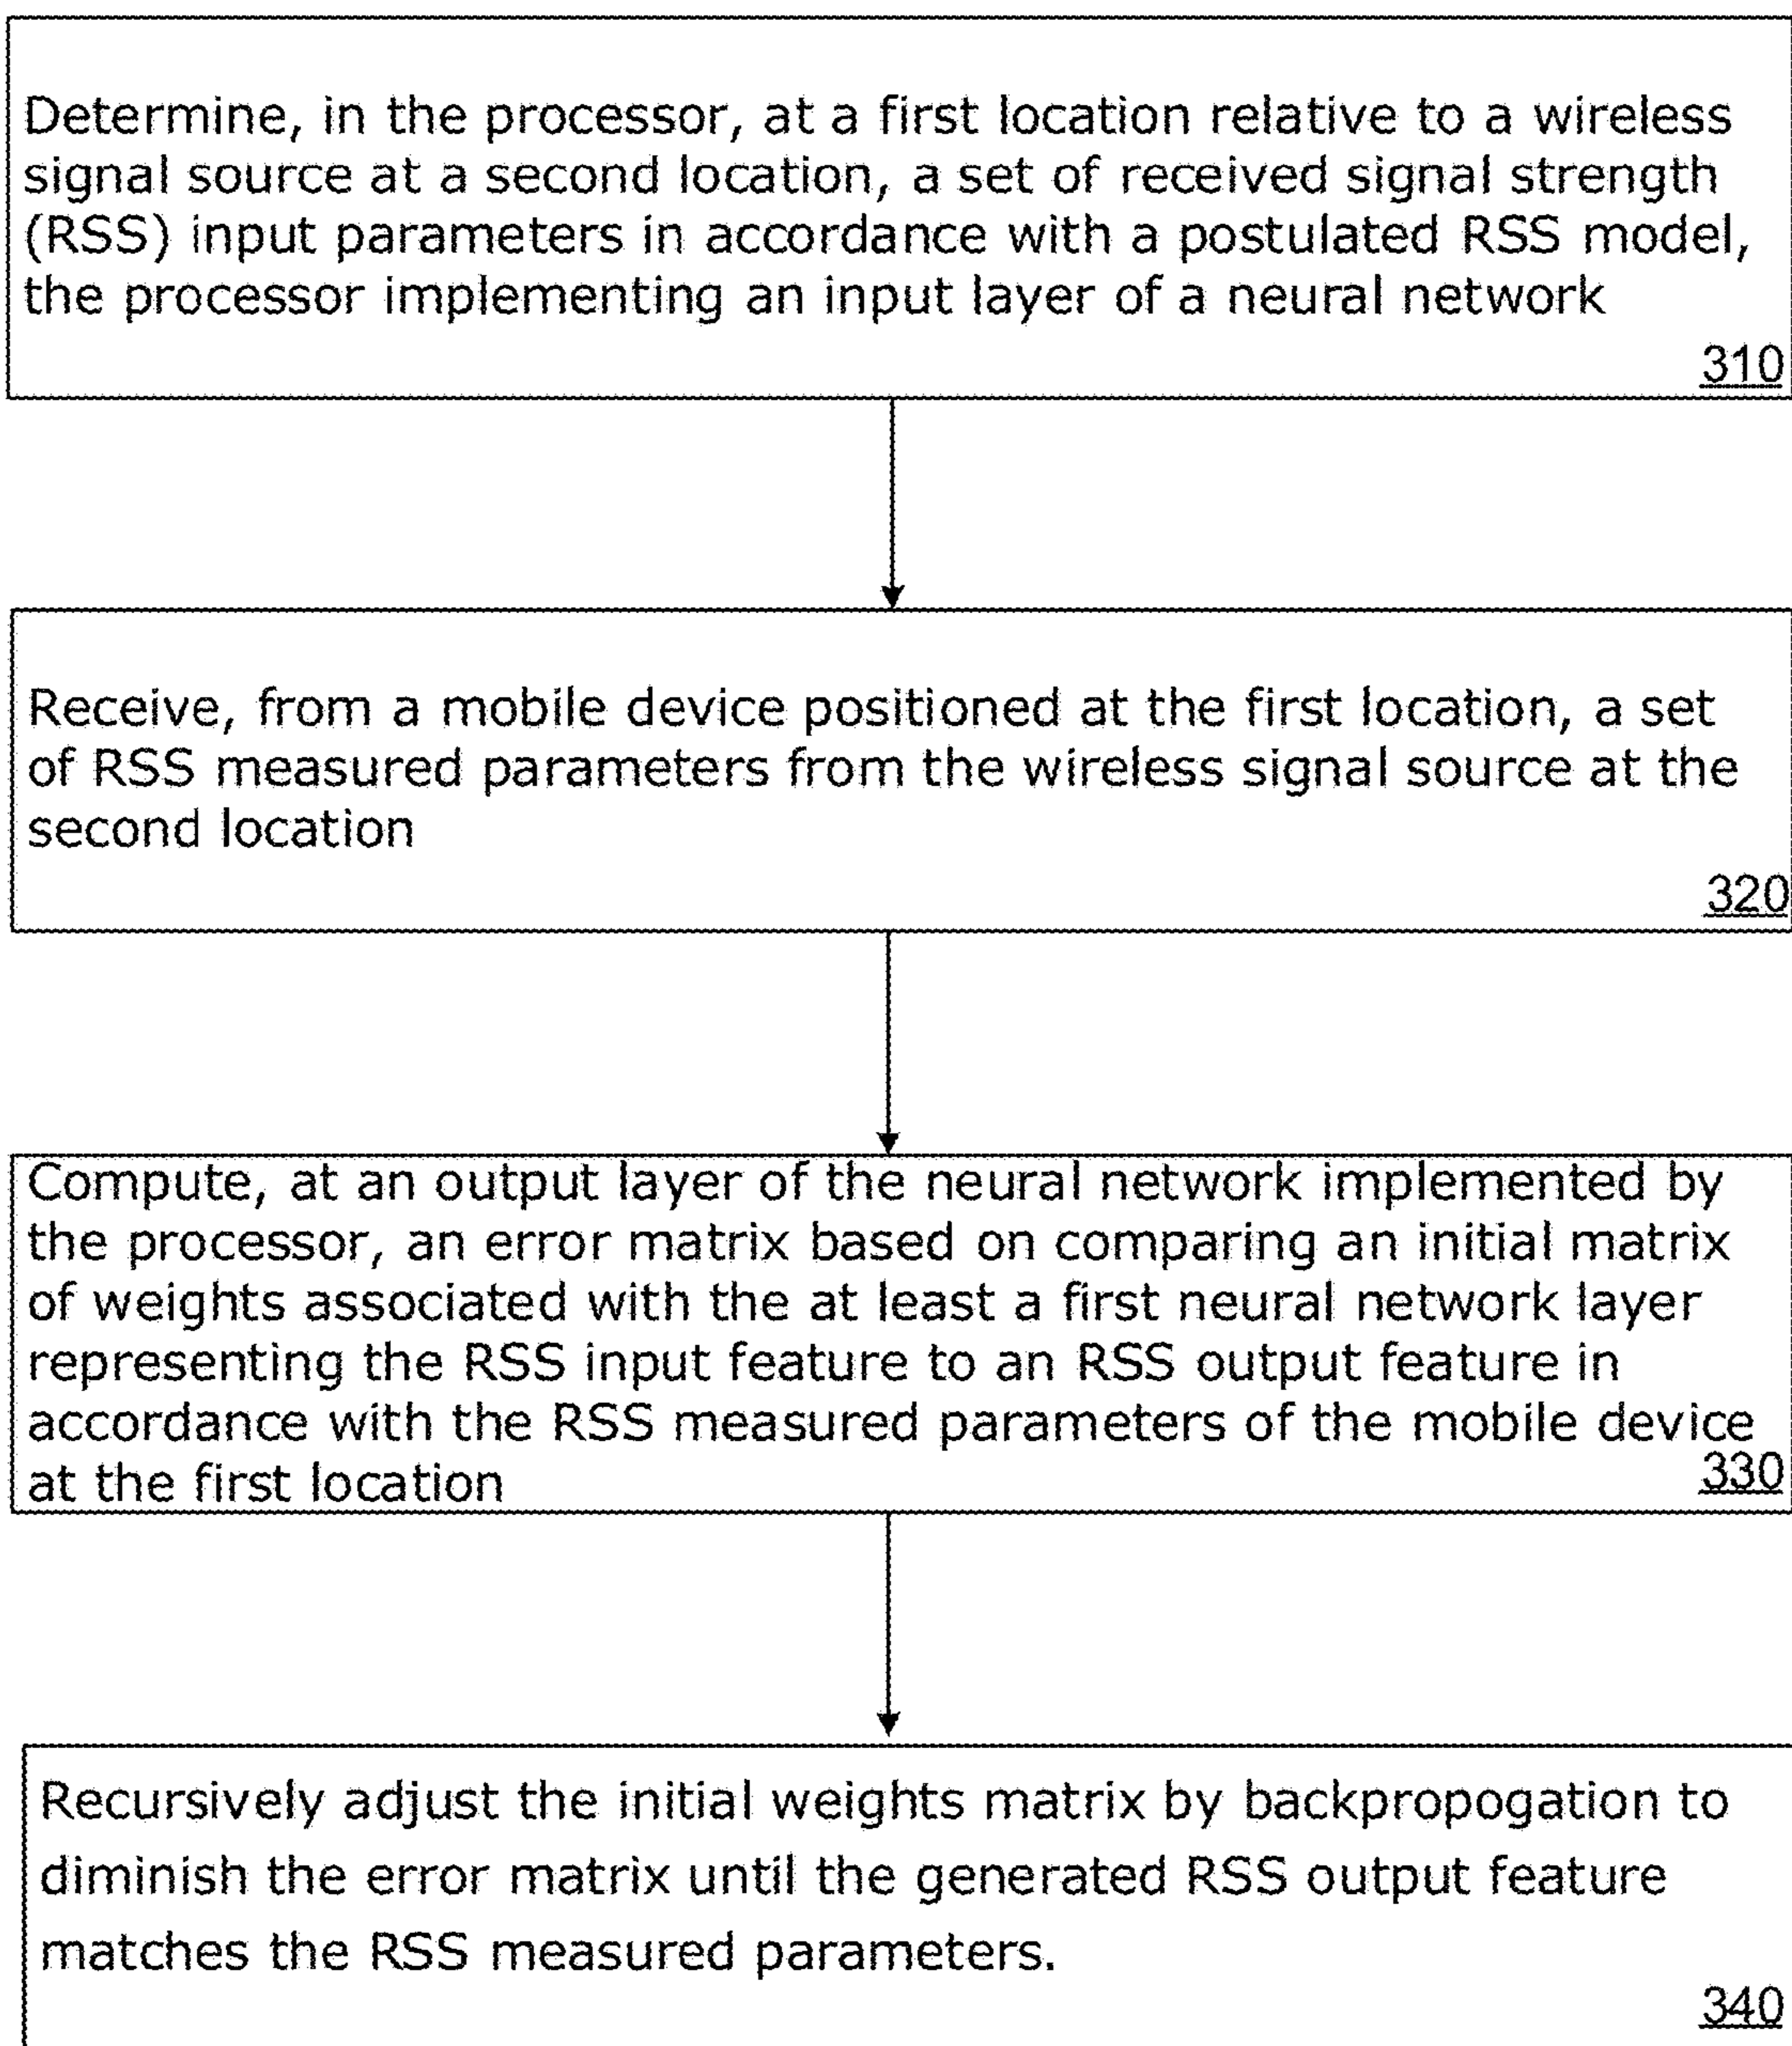 Determine, in the processor, at a first location relative to a wireless
signal source at a second location, a set of received signal strength
(RSS) input parameters in accordance with a postulated RSS model,
the processor implementing an input layer of a neural network
310
Receive, from a mobile device positioned at the first location, a set
of RSS measured parameters from the wireless signal source at the
second location
320
Compute, at an output layer of the neural network implemented by
the processor, an error matrix based on comparing an initial matrix
of weights associated with the at least a first neural network layer
representing the RSS input feature to an RSS output feature in
accordance with the RSS measured parameters of the mobile device
at the first location
330
Recursively adjust the initial weights matrix by backpropogation to
diminish the error matrix until the generated RSS output feature
matches the RSS measured parameters.
340